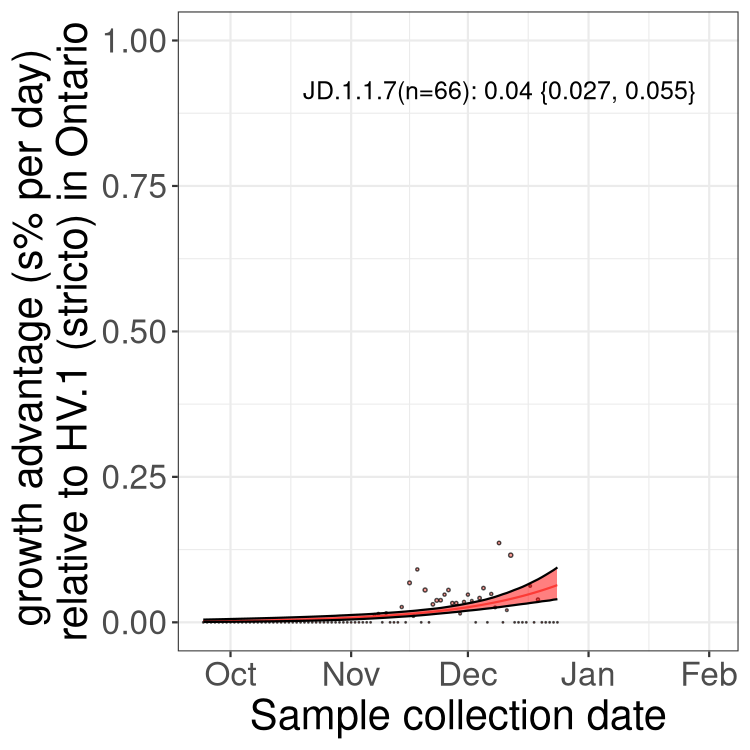 growth advantage (s% per day)
relative to HV.1 (stricto) in Ontario
1.00
0.75
0.50
0.25
0.00
JD.1.1.7(n=66): 0.04 {0.027, 0.055}
Oct Nov Dec Jan Feb
Sample collection date